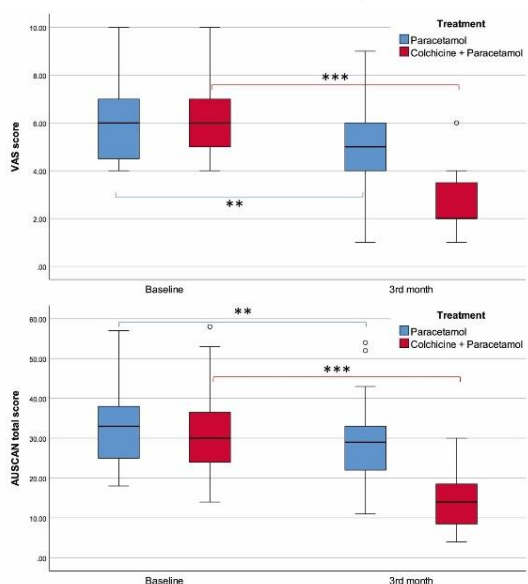 Treatment
Paracetamol
Colchicine + Paracetamol
10.00
8.00
6.00
4.00
2.00
.00
VAS score
***
**
Baseline
3rd month
Treatment
Paracetamol
Colchicine + Paracetamol
60.00
50.00
40.00
30.00
20.00
10.00
.00
AUSCAN total score
**
***
Baseline
3rd month